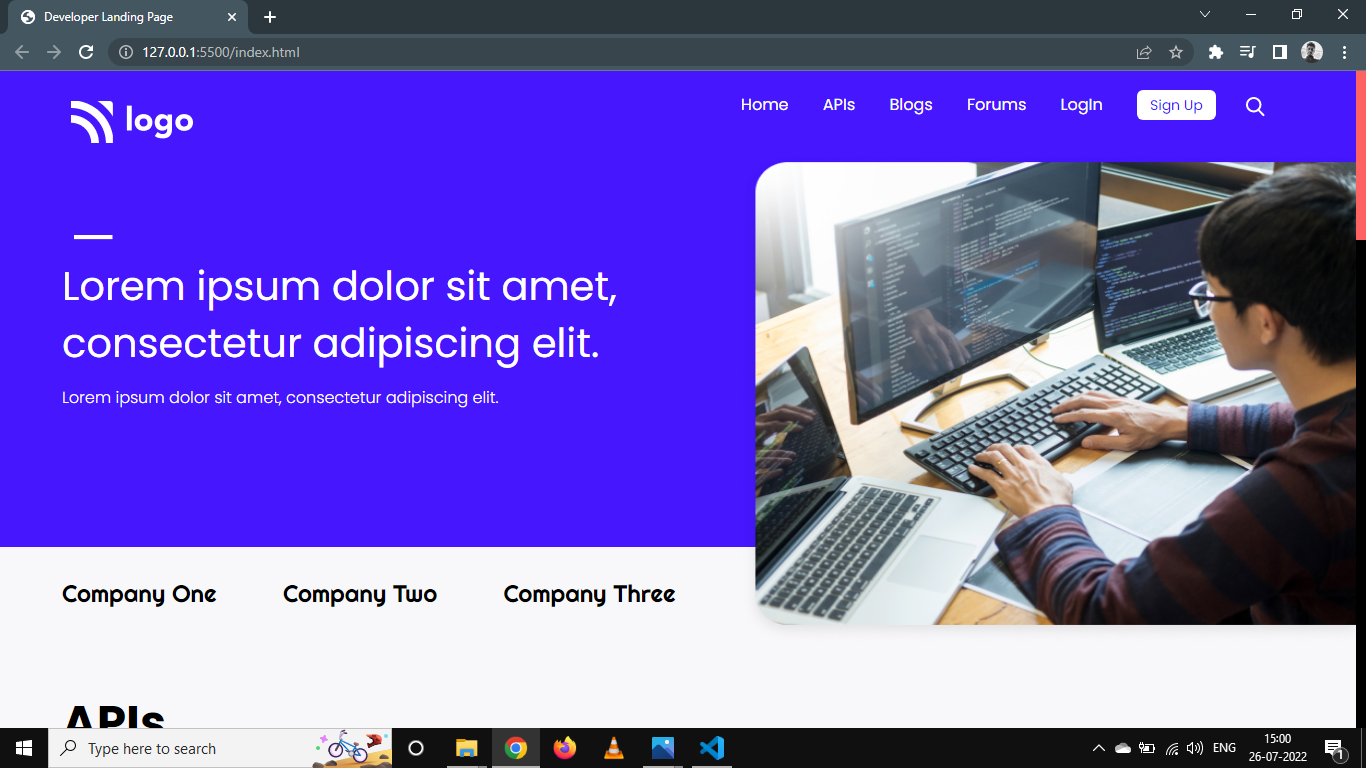 Developer Landing Page
127.0.0.1:5500/index.html
logo
Home APIs Blogs Forums LogIn Sign Up
Lorem ipsum dolor sit amet,
consectetur adipiscing elit.
Lorem ipsum dolor sit amet, consectetur adipiscing elit.
Company One Company Two Company Three
APIs
Type here to search
ENG
15:00
26-07-2022
1